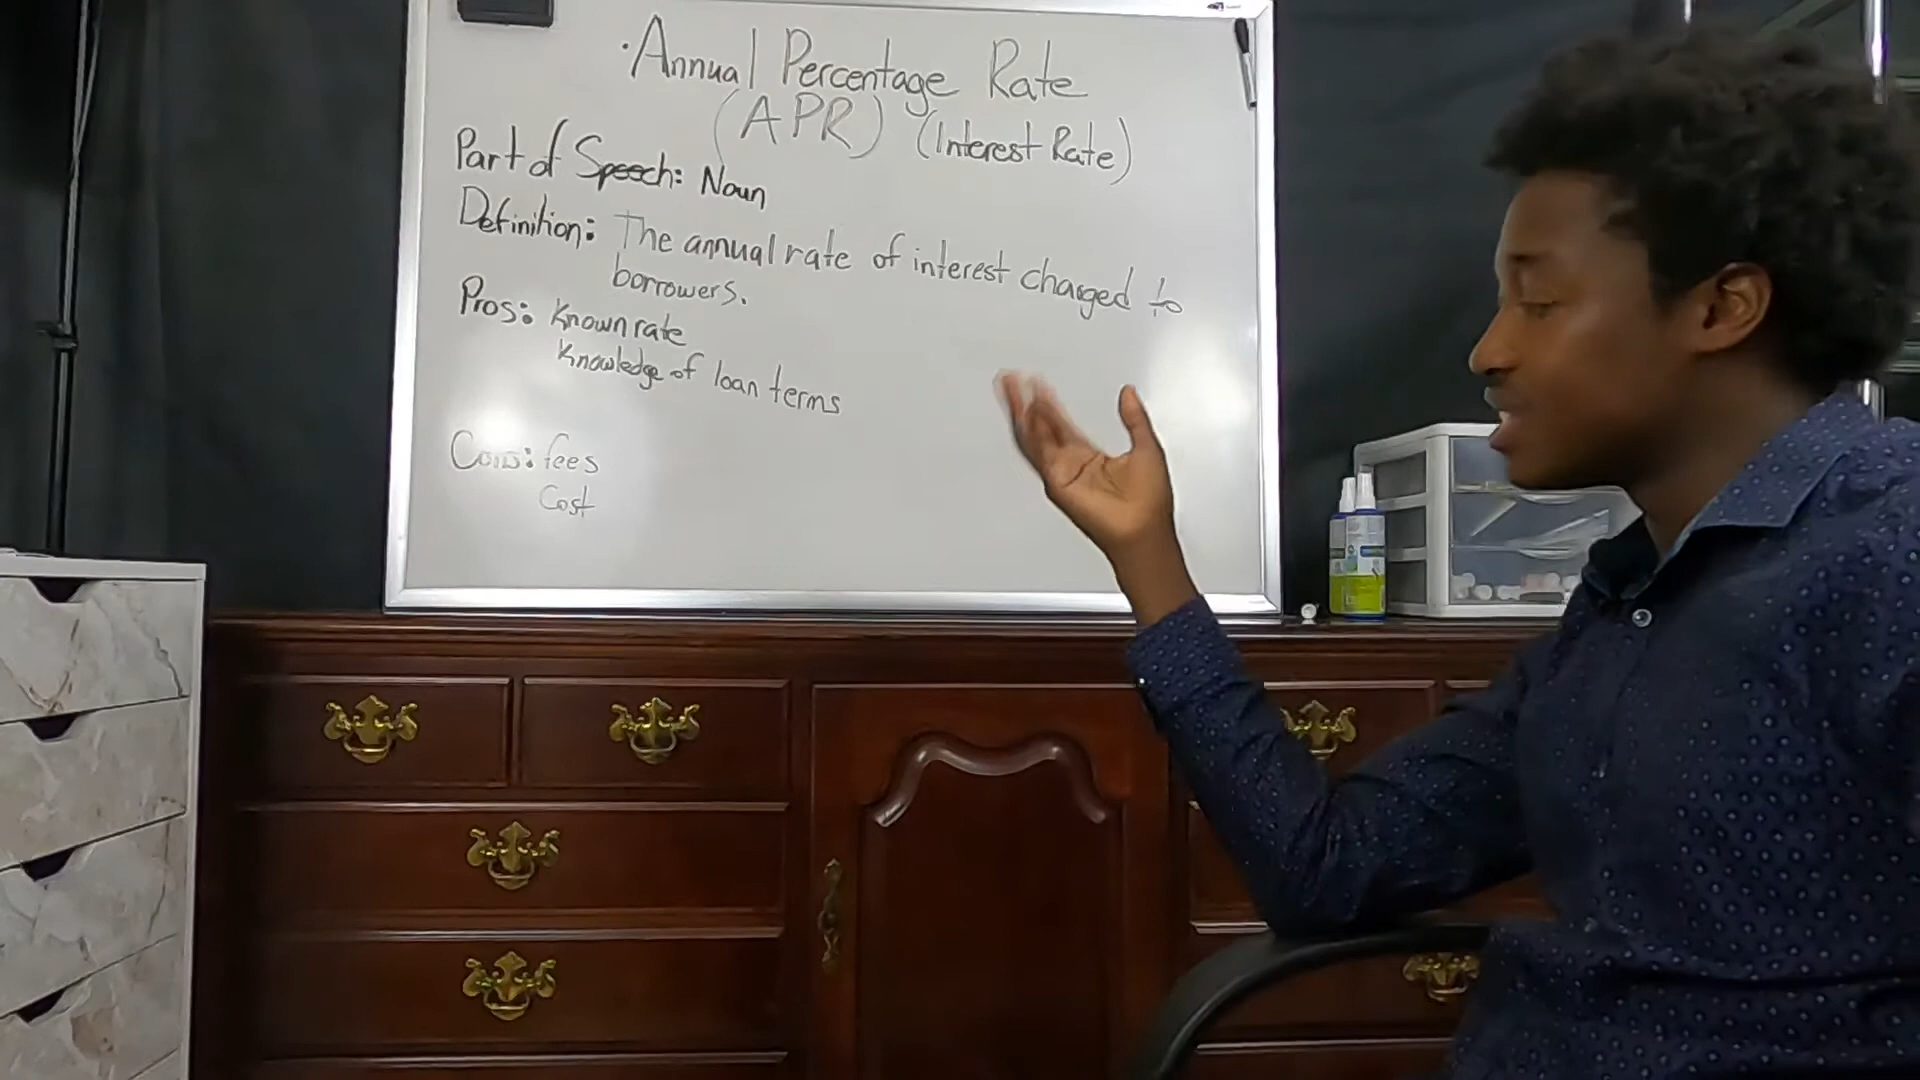 ·Annual Percentage Rate
(APR) (Interest Rate)
Part of Speech: Noun
Definition: The annual rate of interest charged to
borrowers.
Pros: Known rate
Knowledge of loan terms
Cons: fees
Cost